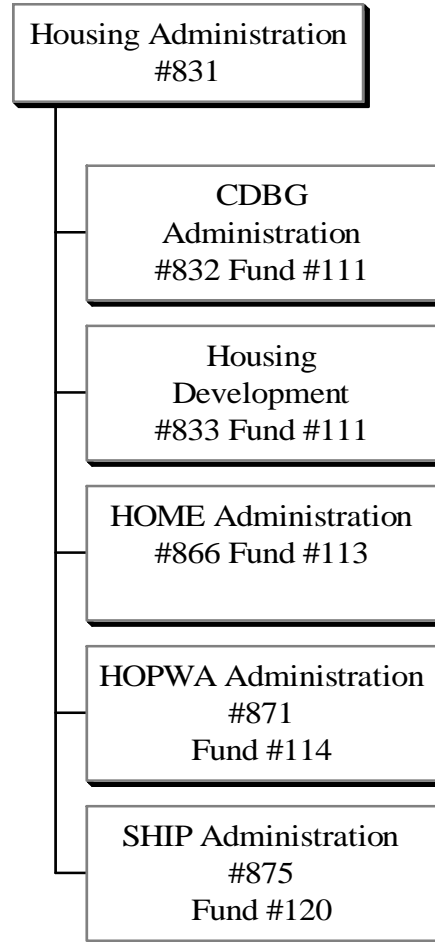 Housing Administration
#831
CDBG
Administration
#832 Fund #111
Housing
Development
#833 Fund #111
HOME Administration
#866 Fund #113
HOPWA Administration
#871
Fund #114
SHIP Administration
#875
Fund #120